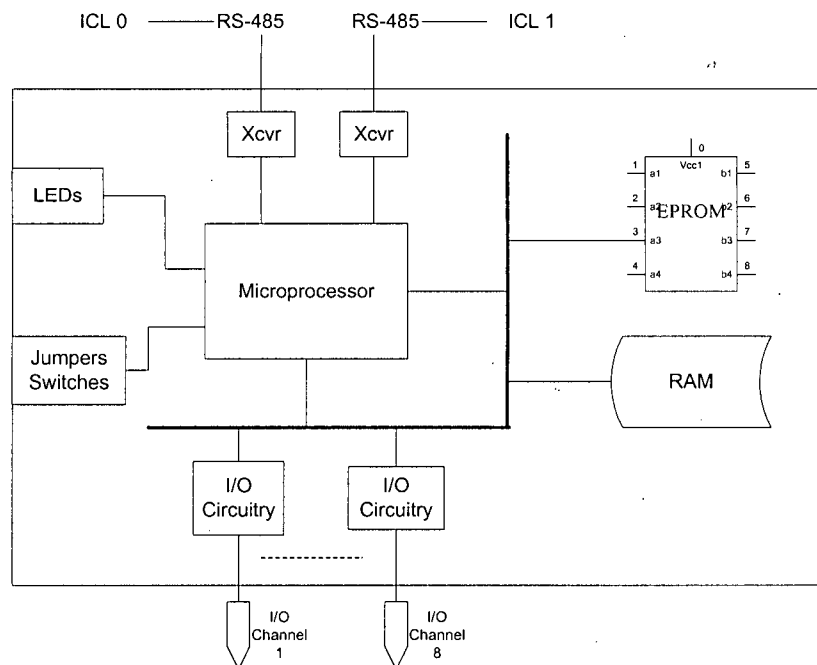 ICL 0 RS-485 RS-485 ICL 1
Xcvr Xcvr
LEDs
Microprocessor
Jumpers
Switches
0
Vcc1
1 a1 b1 5
2 a2 b2 6
EPROM
3 a3 b3 7
4 a4 b4 8
RAM
I/O
Circuitry
I/O
Circuitry
I/O
Channel
1
I/O
Channel
8